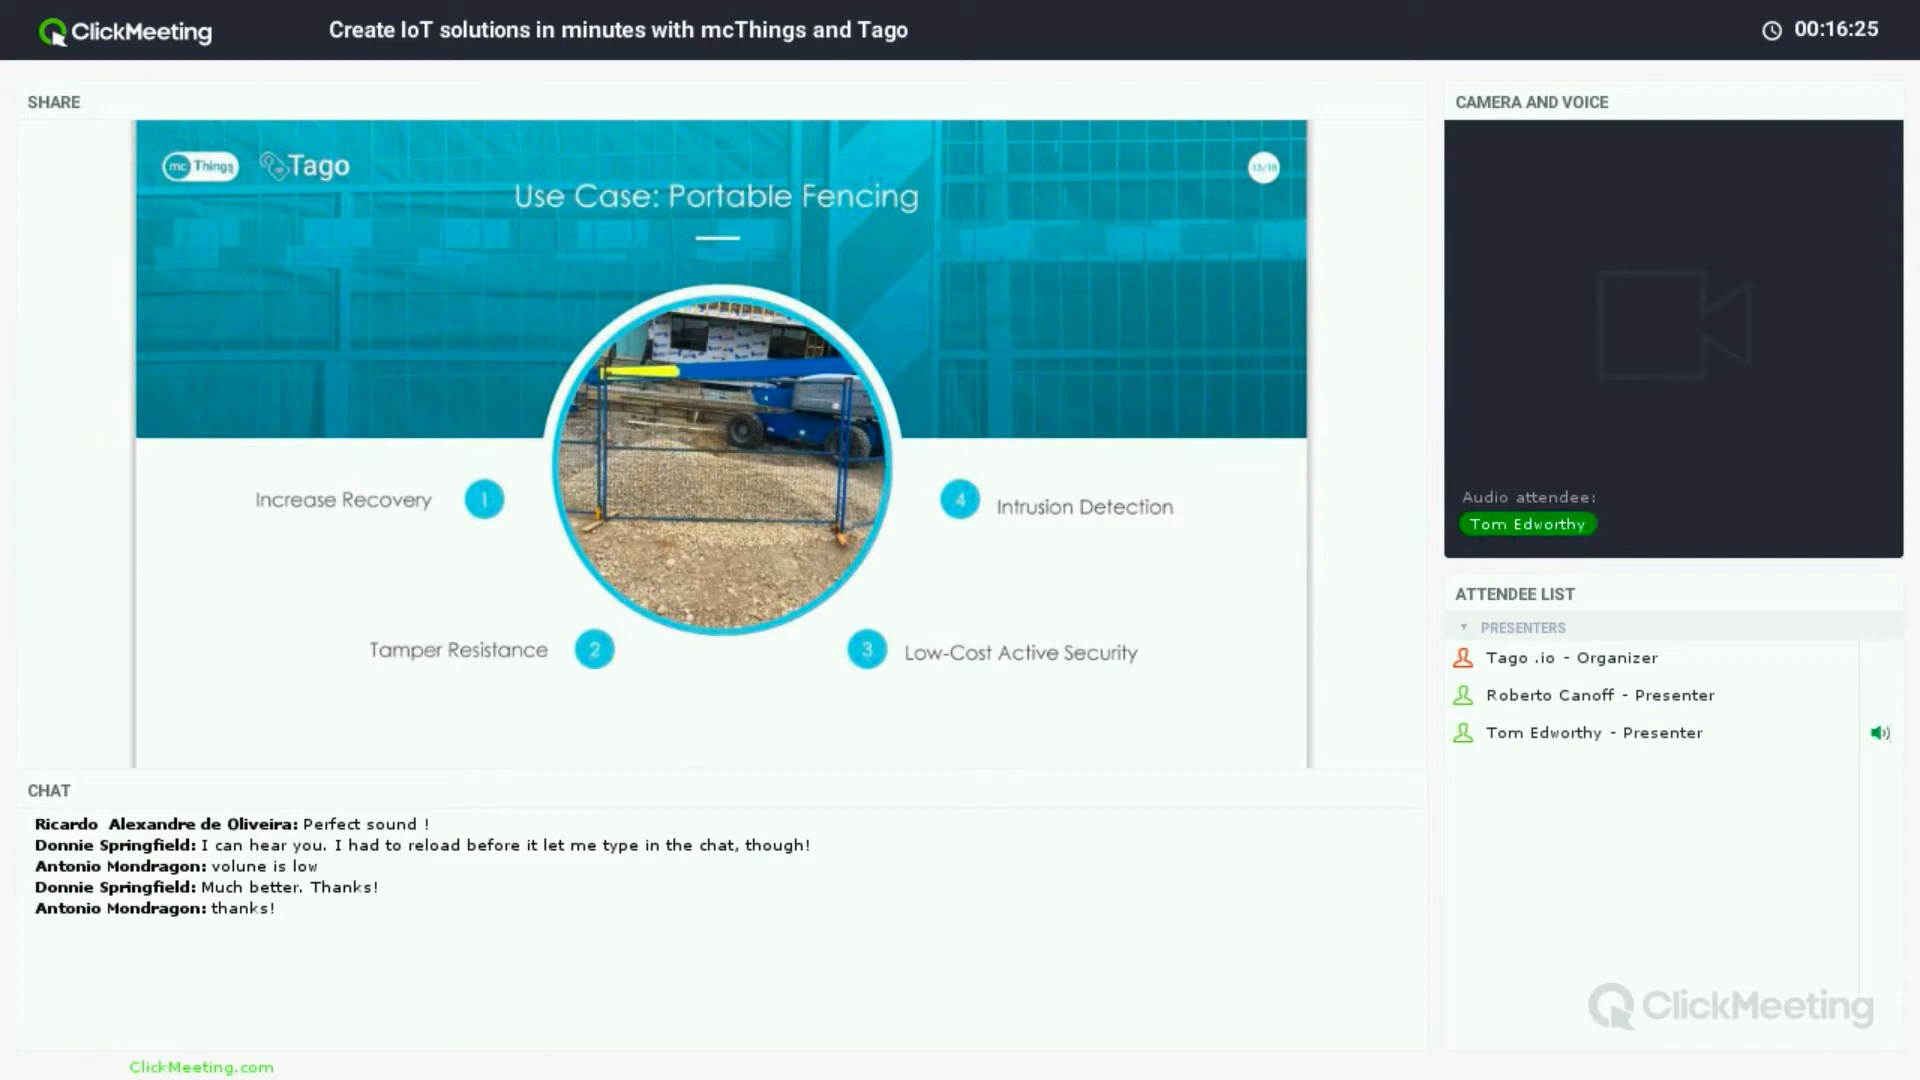 ClickMeeting
Create IoT solutions in minutes with mcThings and Tago
00:16:25
SHARE
mc Things
Tago
13/18
Use Case: Portable Fencing
Increase Recovery 1
4 Intrusion Detection
Tamper Resistance 2
3 Low-Cost Active Security
CAMERA AND VOICE
Audio attendee:
Tom Edworthy
ATTENDEE LIST
PRESENTERS
Tago .io - Organizer
Roberto Canoff - Presenter
Tom Edworthy - Presenter
CHAT
Ricardo Alexandre de Oliveira: Perfect sound !
Donnie Springfield: I can hear you. I had to reload before it let me type in the chat, though!
Antonio Mondragon: volune is low
Donnie Springfield: Much better. Thanks!
Antonio Mondragon: thanks!
ClickMeeting
ClickMeeting.com